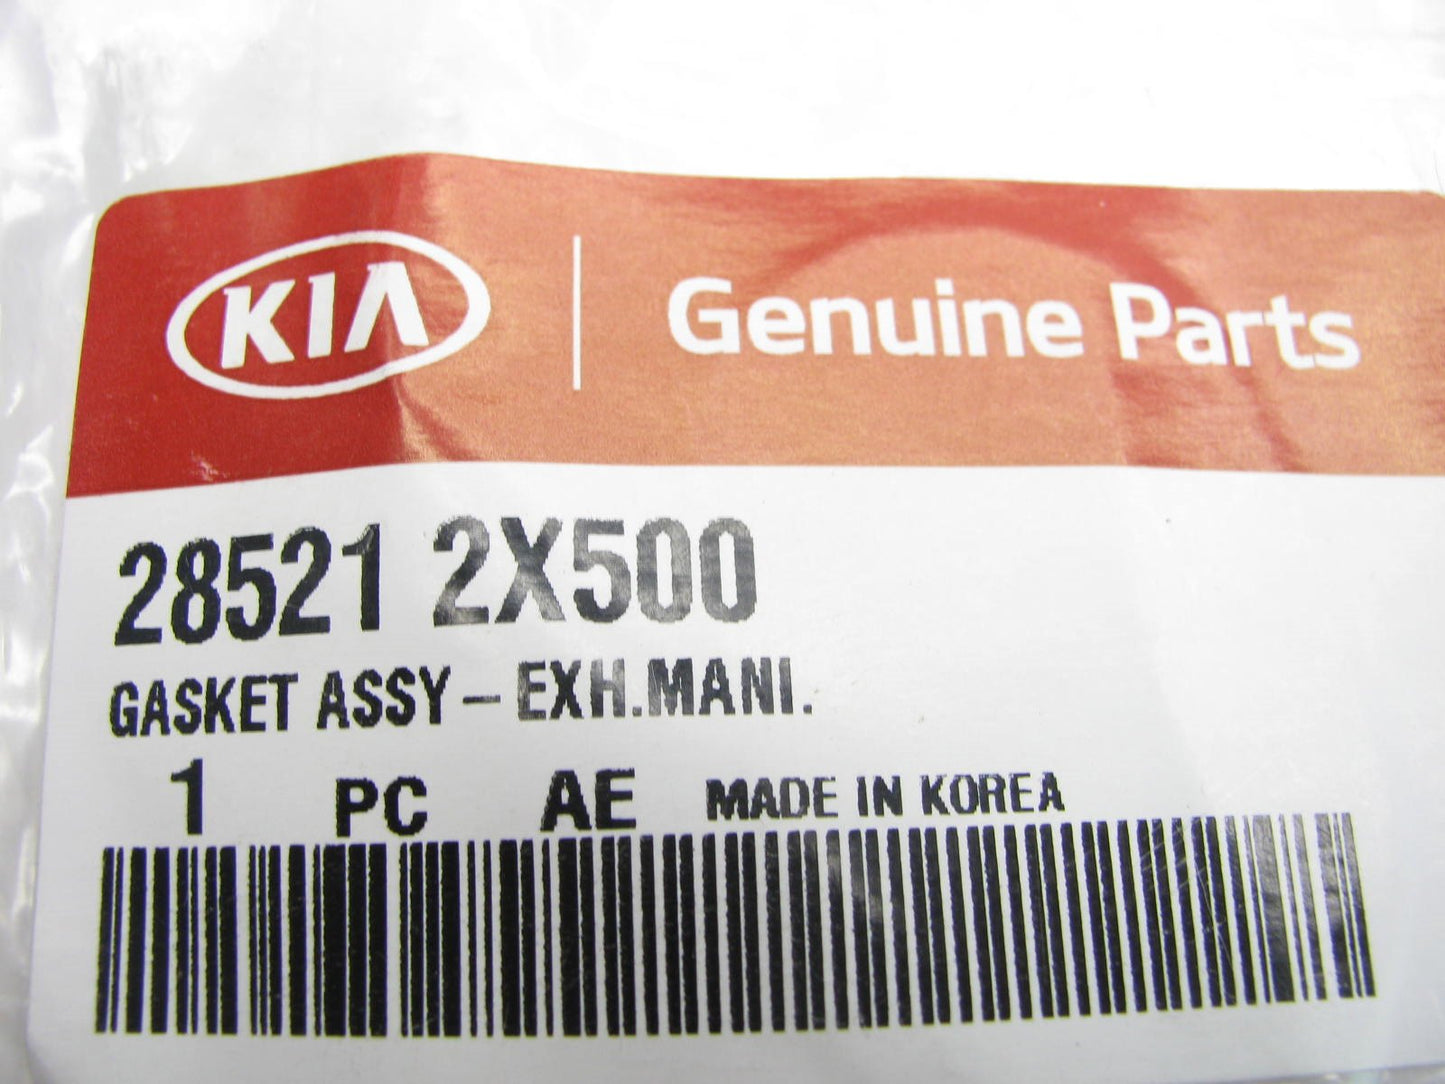 KIA Genuine Parts
28521 2X500
GASKET ASSY-EXH.MANI.
1 PC AE MADE IN KOREA